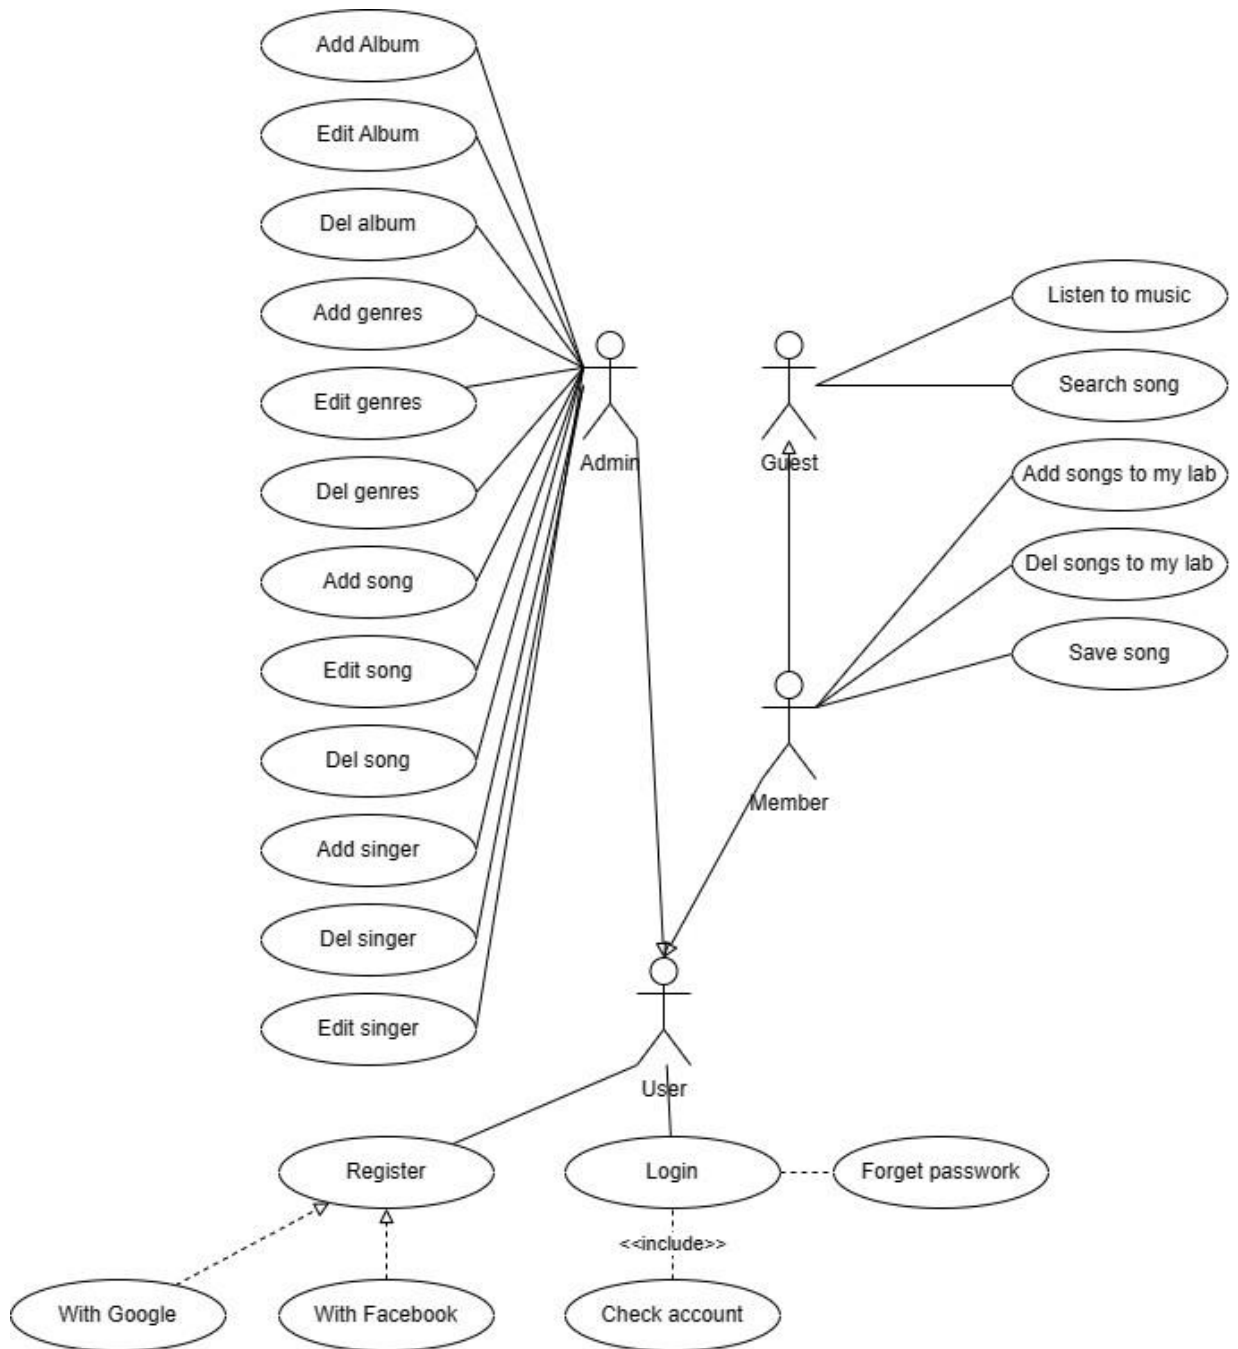 Add Album
Edit Album
Del album
Add genres
Edit genres
Del genres
Add song
Edit song
Del song
Add singer
Del singer
Edit singer
Admin
Guest
Listen to music
Search song
Add songs to my lab
Del songs to my lab
Save song
Member
User
Register
Login
Forget passwork
<<include>>
With Google
With Facebook
Check account